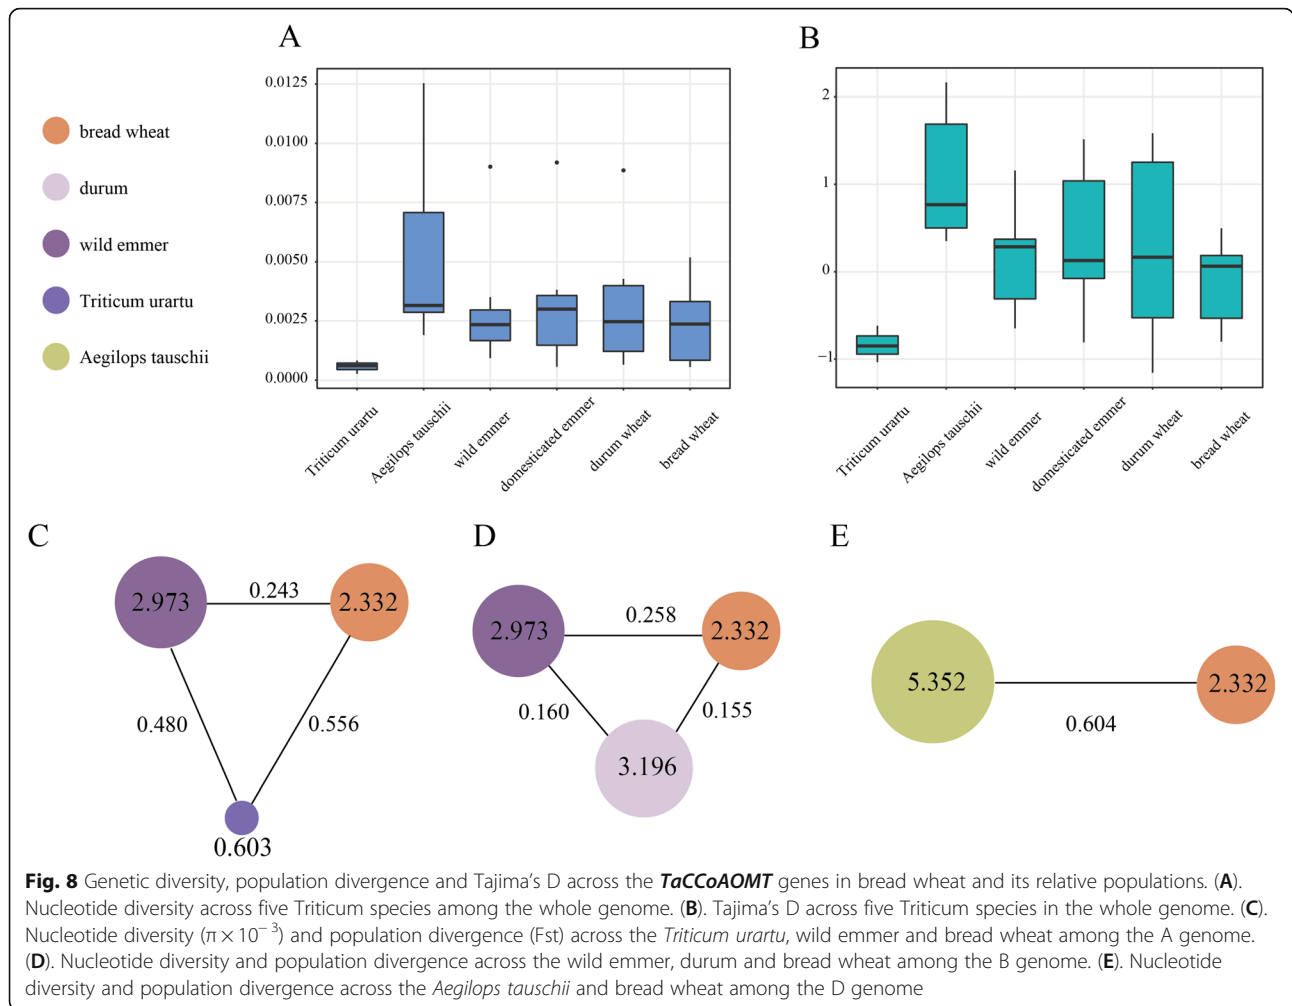 A
B
bread wheat
durum
wild emmer
Triticum urartu
Aegilops tauschii
0.0125
0.0100
0.0075
0.0050
0.0025
0.0000
Triticum urartu
Aegilops tauschii
wild emmer
domesticated emmer
durum wheat
bread wheat
2
1
0
−1
Triticum urartu
Aegilops tauschii
wild emmer
domesticated emmer
durum wheat
bread wheat
C
2.973
0.243
2.332
0.480
0.556
0.603
D
2.973
0.258
2.332
0.160
0.155
3.196
E
5.352
0.604
2.332
Fig. 8 Genetic diversity, population divergence and Tajima's D across the TaCCoAOMT genes in bread wheat and its relative populations. (A).
Nucleotide diversity across five Triticum species among the whole genome. (B). Tajima's D across five Triticum species in the whole genome. (C).
Nucleotide diversity (π × 10⁻³) and population divergence (Fst) across the Triticum urartu, wild emmer and bread wheat among the A genome.
(D). Nucleotide diversity and population divergence across the wild emmer, durum and bread wheat among the B genome. (E). Nucleotide
diversity and population divergence across the Aegilops tauschii and bread wheat among the D genome